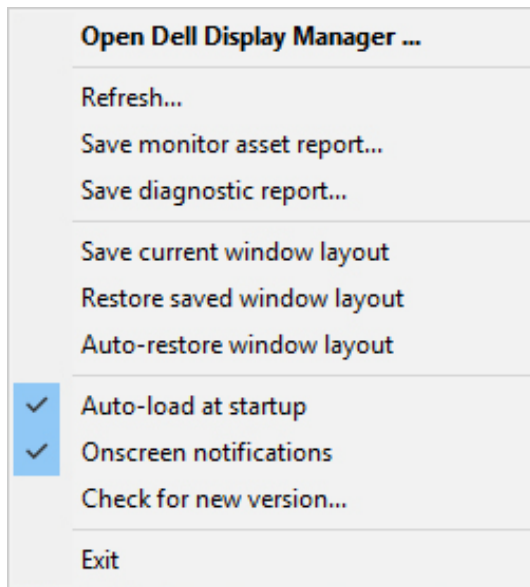 Open Dell Display Manager ...
Refresh...
Save monitor asset report...
Save diagnostic report...
Save current window layout
Restore saved window layout
Auto-restore window layout
Auto-load at startup
Onscreen notifications
Check for new version...
Exit